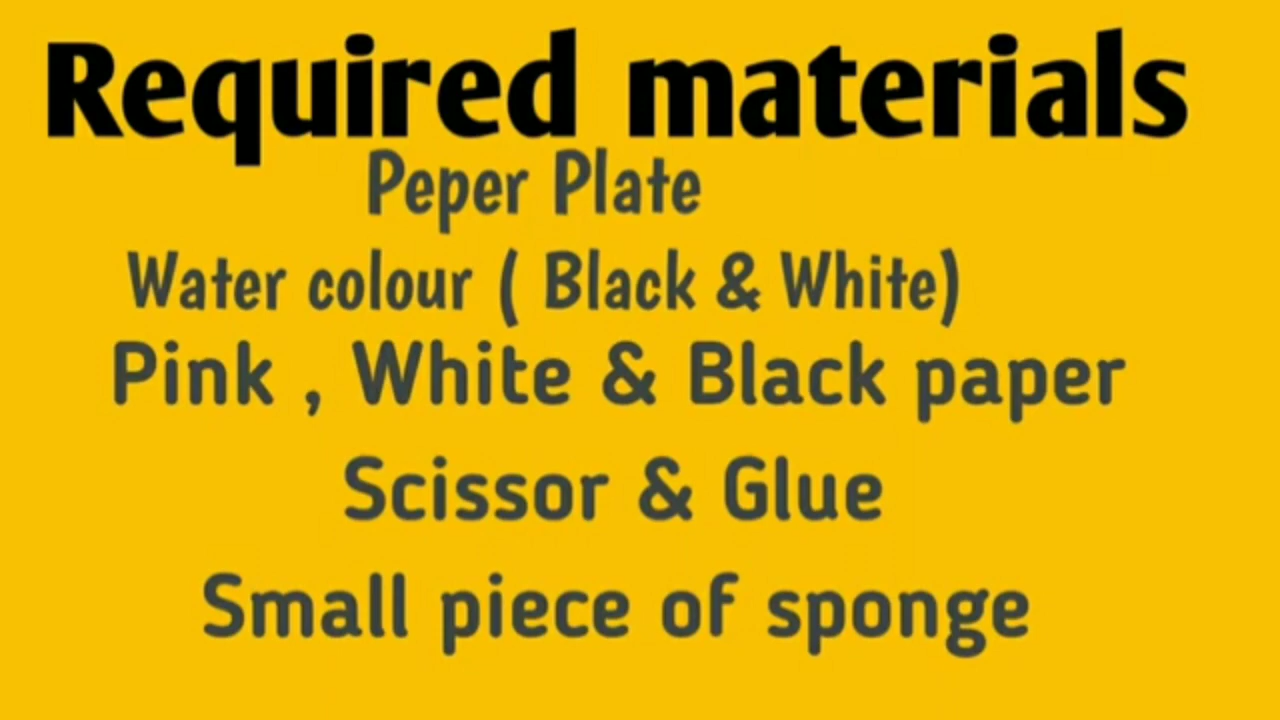 Required materials
Peper Plate
Water colour ( Black & White)
Pink , White & Black paper
Scissor & Glue
Small piece of sponge